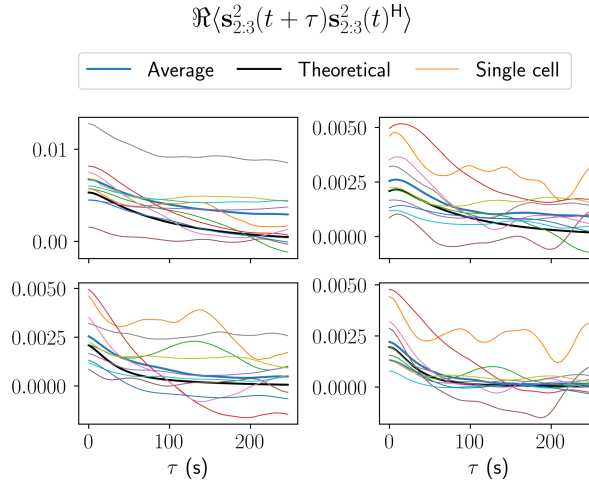 ℜ⟨s²₂:₃(t + τ)s²₂:₃(t)ᴴ⟩
Average Theoretical Single cell
0.01
0.00
0.0050
0.0025
0.0000
0.0050
0.0025
0.0000
0 100 200
τ (s)
0.0050
0.0025
0.0000
0 100 200
τ (s)